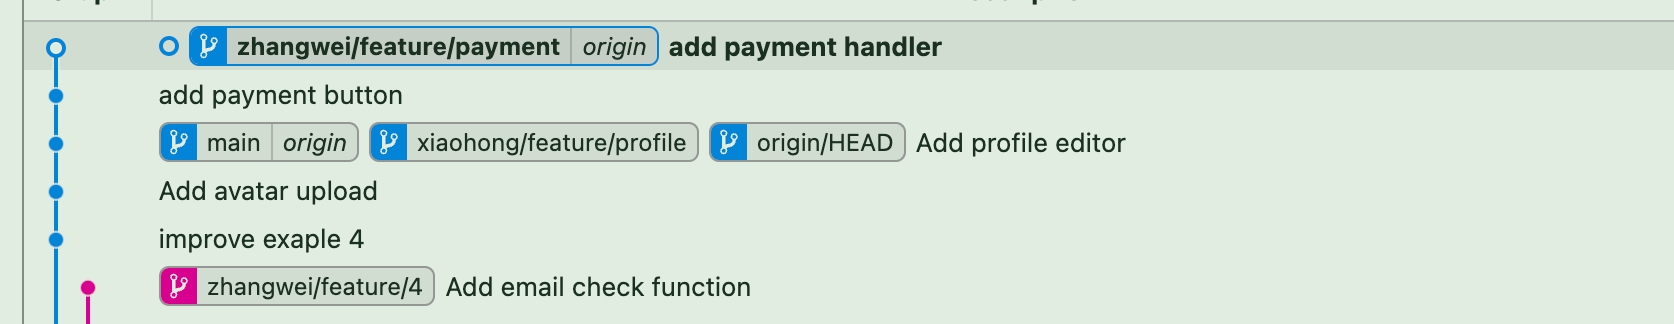 zhangwei/feature/payment origin add payment handler
add payment button
main origin xiaohong/feature/profile origin/HEAD Add profile editor
Add avatar upload
improve exaple 4
zhangwei/feature/4 Add email check function